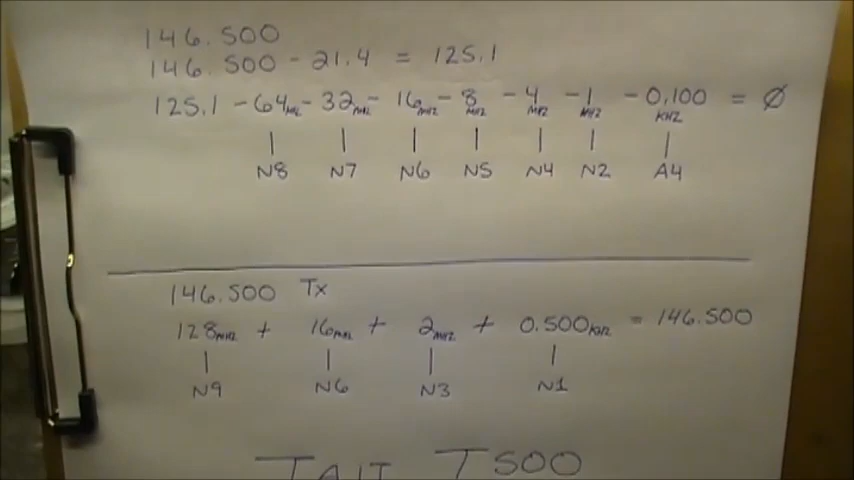 146.500
146.500 - 21.4 = 125.1
125.1 - 64MHZ - 32MHZ - 16MHZ - 8MHZ - 4MHZ - 1MHZ - 0.100KHZ = Ø
N8 N7 N6 N5 N4 N2 A4
146.500 Tx
128MHZ + 16MHZ + 2MHZ + 0.500KHZ = 146.500
N9 N6 N3 N1
TAIT T500